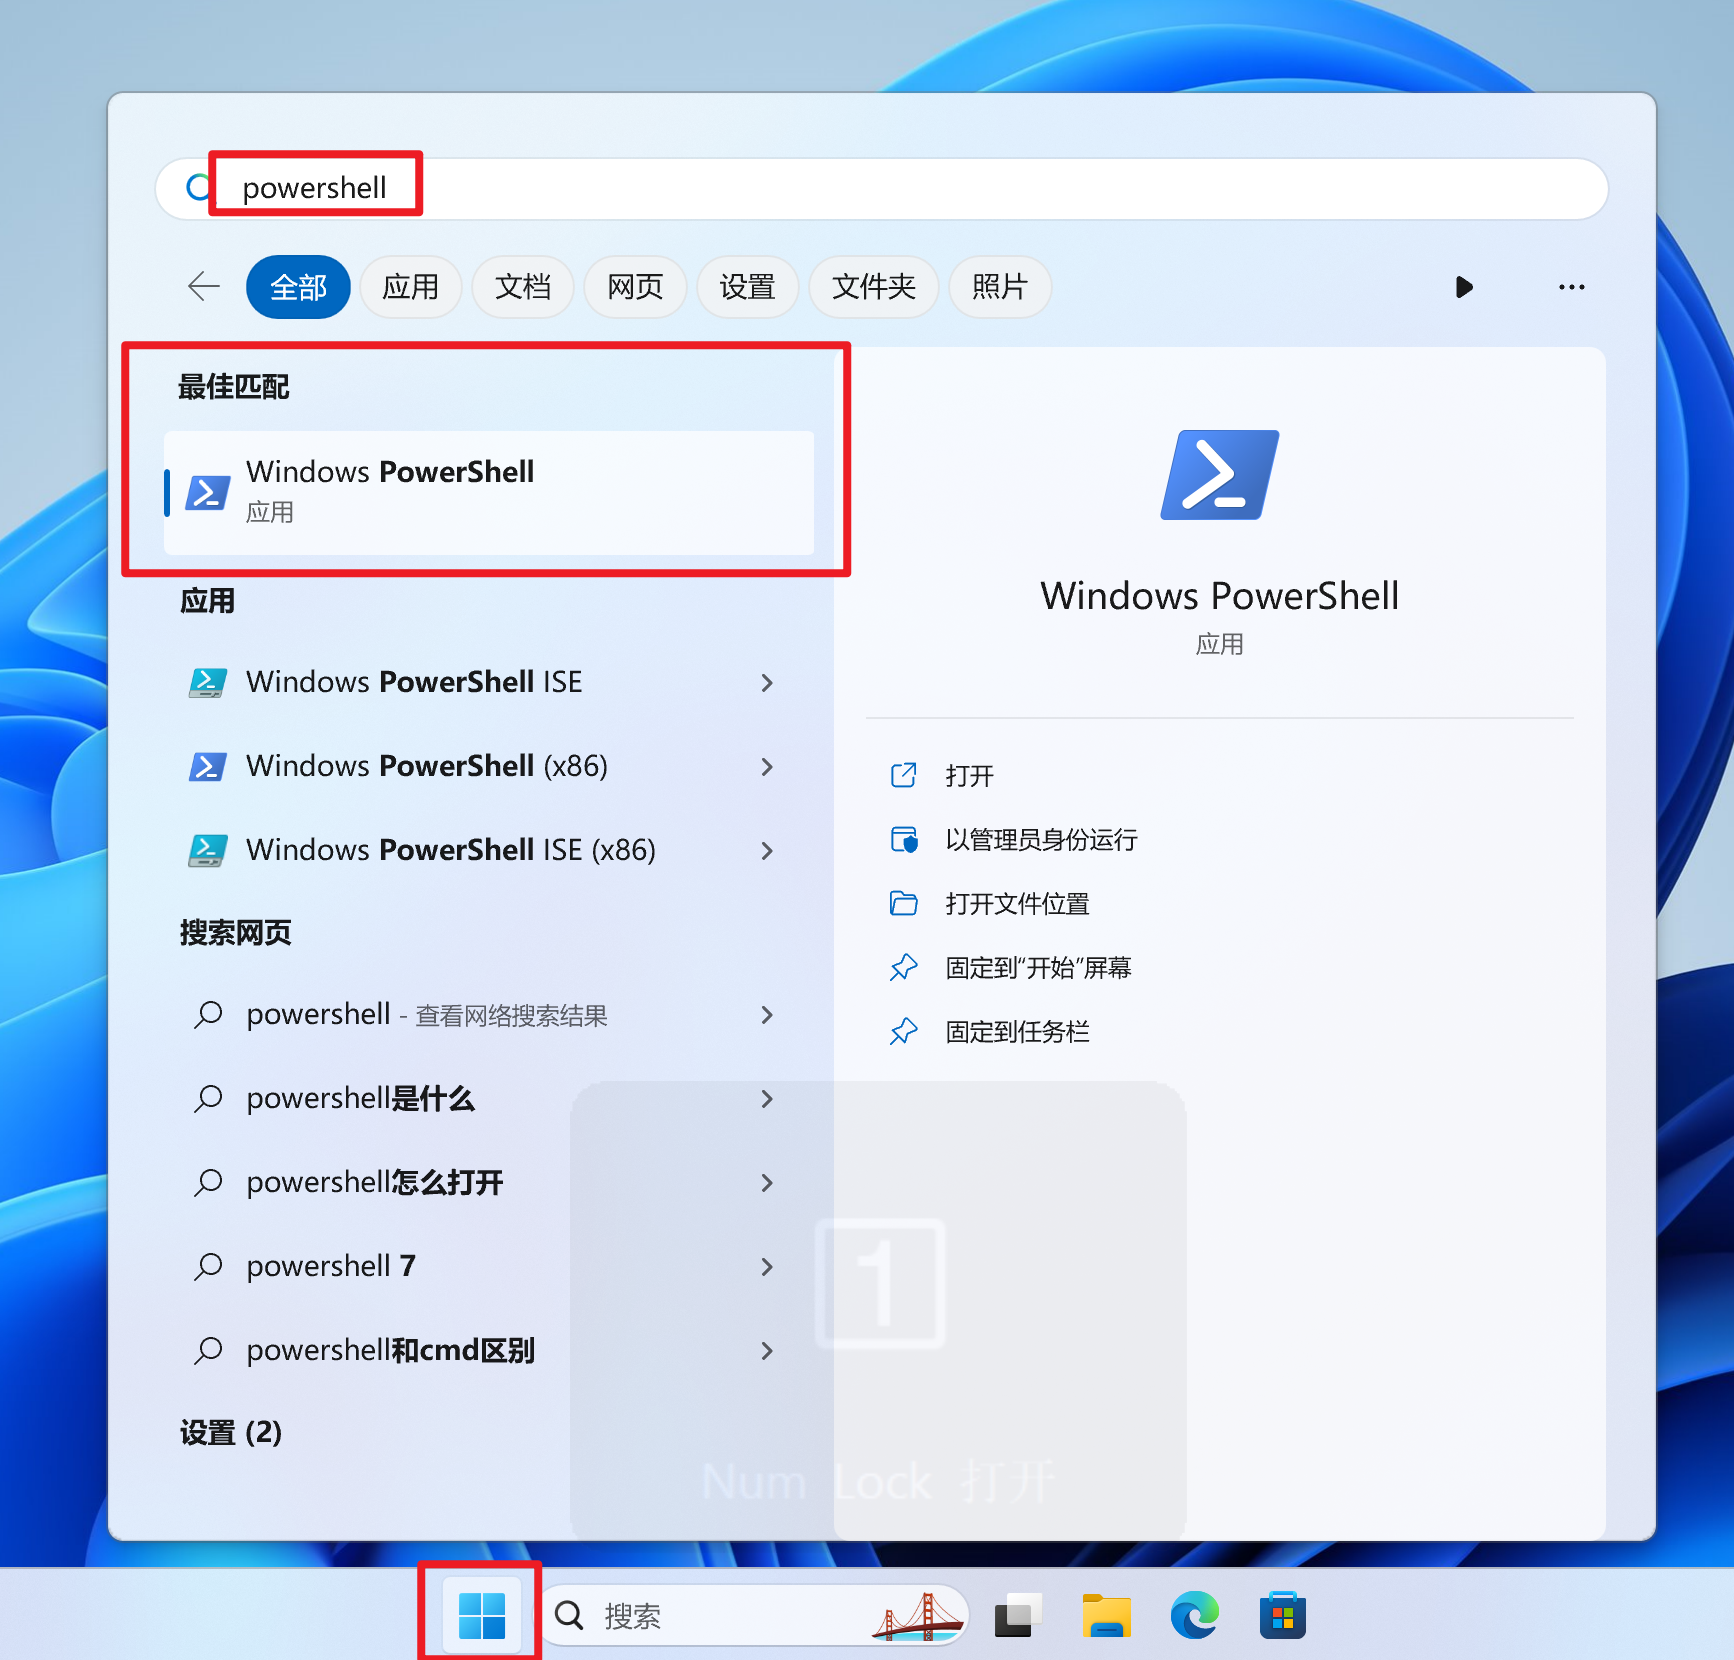 powershell
全部 应用 文档 网页 设置 文件夹 照片
最佳匹配
Windows PowerShell
应用
应用
Windows PowerShell ISE
Windows PowerShell (x86)
Windows PowerShell ISE (x86)
搜索网页
powershell - 查看网络搜索结果
powershell是什么
powershell怎么打开
powershell 7
powershell和cmd区别
设置 (2)
Windows PowerShell
应用
打开
以管理员身份运行
打开文件位置
固定到“开始”屏幕
固定到任务栏
1
Num Lock 打开
搜索